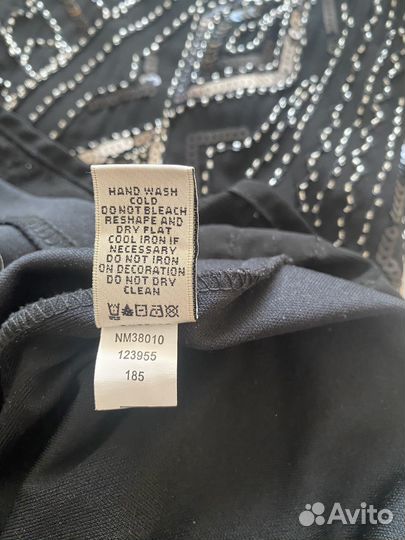 HAND WASH
COLD
DO NOT BLEACH
RESHAPE AND
DRY FLAT
COOL IRON IF
NECESSARY
DO NOT IRON
ON DECORATION
DO NOT DRY
CLEAN
NM38010
123955
185
Avito